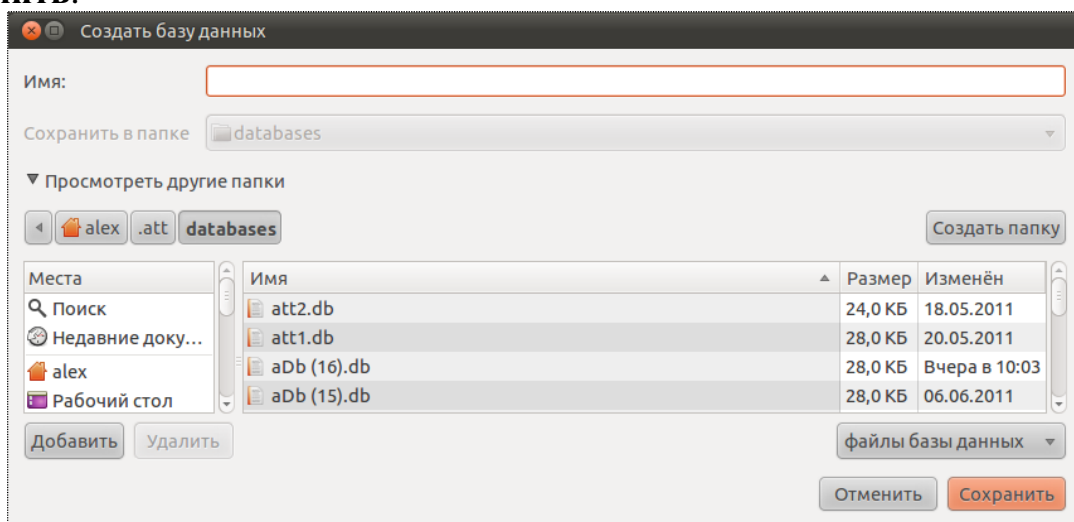 нить.
Создать базу данных
Имя:
Сохранить в папке databases
Просмотреть другие папки
alex .att databases Создать папку
Места Имя Размер Изменён
Поиск att2.db 24,0 КБ 18.05.2011
Недавние доку... att1.db 28,0 КБ 20.05.2011
alex aDb (16).db 28,0 КБ Вчера в 10:03
Рабочий стол aDb (15).db 28,0 КБ 06.06.2011
Добавить Удалить файлы базы данных
Отменить Сохранить